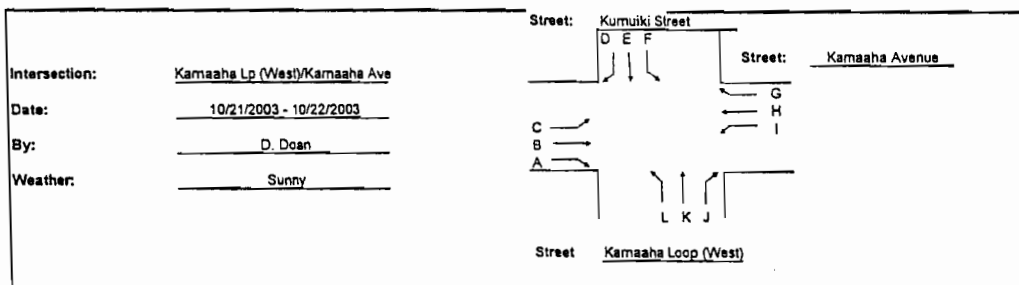 Street: Kumuiki Street
D E F
Street: Kamaaha Avenue
Intersection: Kamaaha Lp (West)/Kamaaha Ave
G
Date: 10/21/2003 - 10/22/2003
H
C
I
B
By: D. Doan
A
Weather: Sunny
L K J
Street Kamaaha Loop (West)